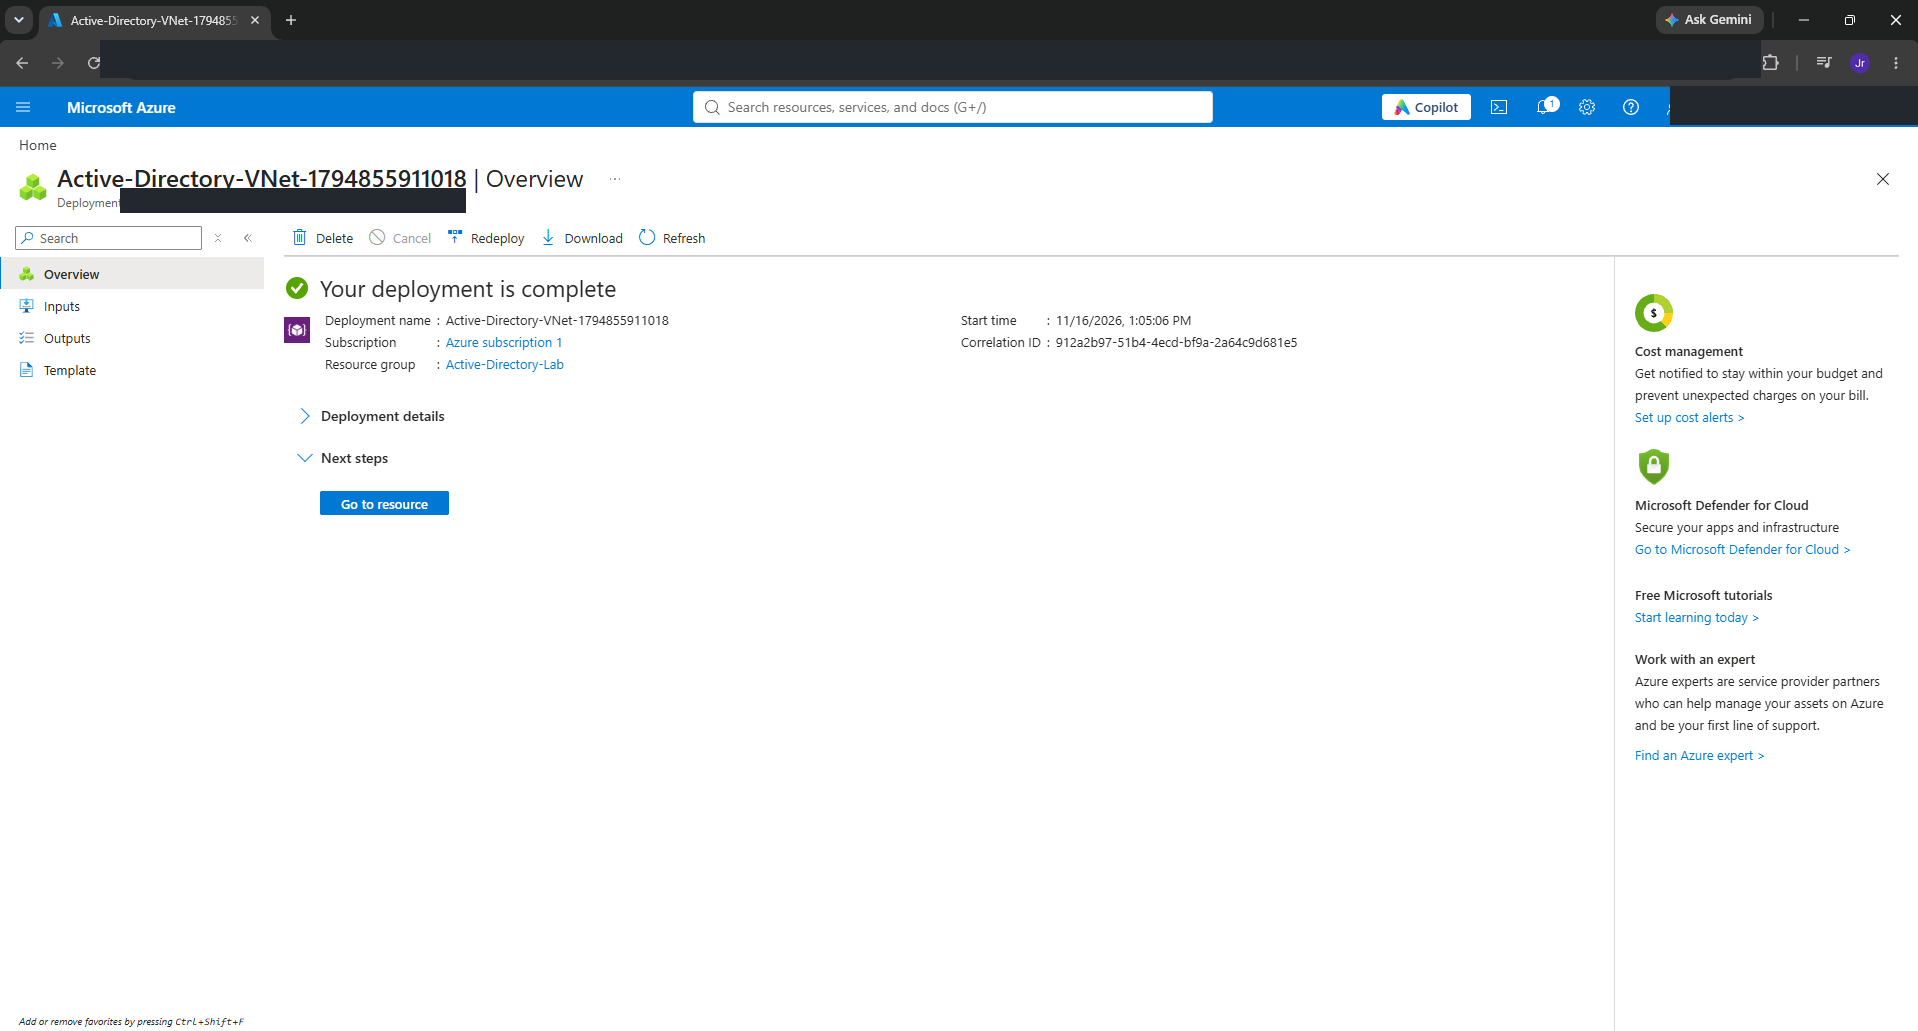 Active-Directory-VNet-179485
Ask Gemini
Jr
Microsoft Azure
Search resources, services, and docs (G+/)
Copilot
1
Home
Active-Directory-VNet-1794855911018 | Overview
Deployment
Search
Delete
Cancel
Redeploy
Download
Refresh
Overview
Inputs
Outputs
Template
Your deployment is complete
Deployment name : Active-Directory-VNet-1794855911018
Subscription : Azure subscription 1
Resource group : Active-Directory-Lab
Start time : 11/16/2026, 1:05:06 PM
Correlation ID : 912a2b97-51b4-4ecd-bf9a-2a64c9d681e5
Deployment details
Next steps
Go to resource
$
Cost management
Get notified to stay within your budget and
prevent unexpected charges on your bill.
Set up cost alerts >
Microsoft Defender for Cloud
Secure your apps and infrastructure
Go to Microsoft Defender for Cloud >
Free Microsoft tutorials
Start learning today >
Work with an expert
Azure experts are service provider partners
who can help manage your assets on Azure
and be your first line of support.
Find an Azure expert >
Add or remove favorites by pressing Ctrl+Shift+F